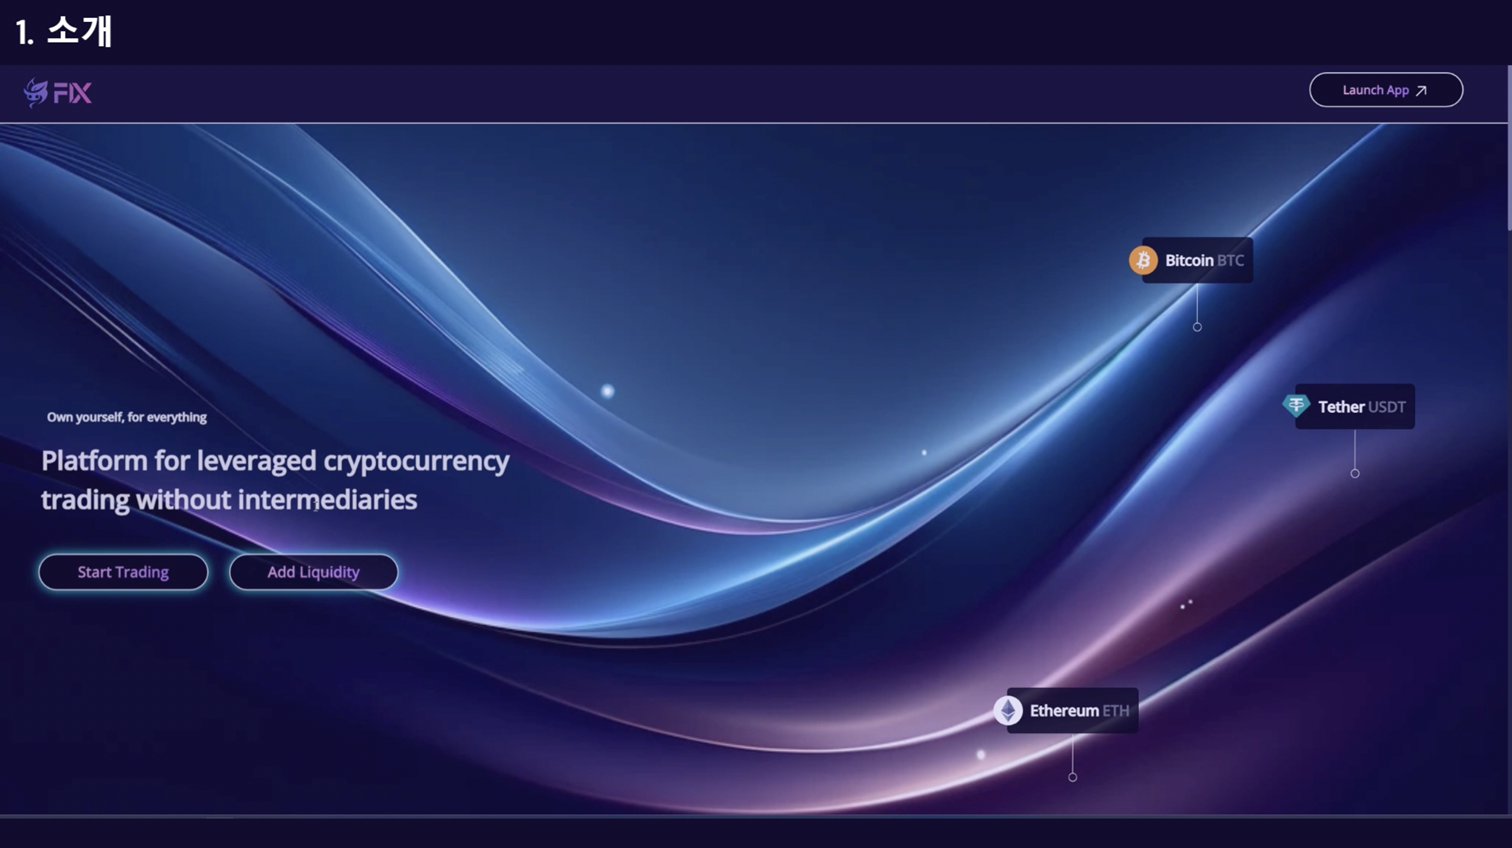 1. 소개
FIX
Launch App
Bitcoin BTC
Tether USDT
Own yourself, for everything
Platform for leveraged cryptocurrency
trading without intermediaries
Start Trading
Add Liquidity
Ethereum ETH